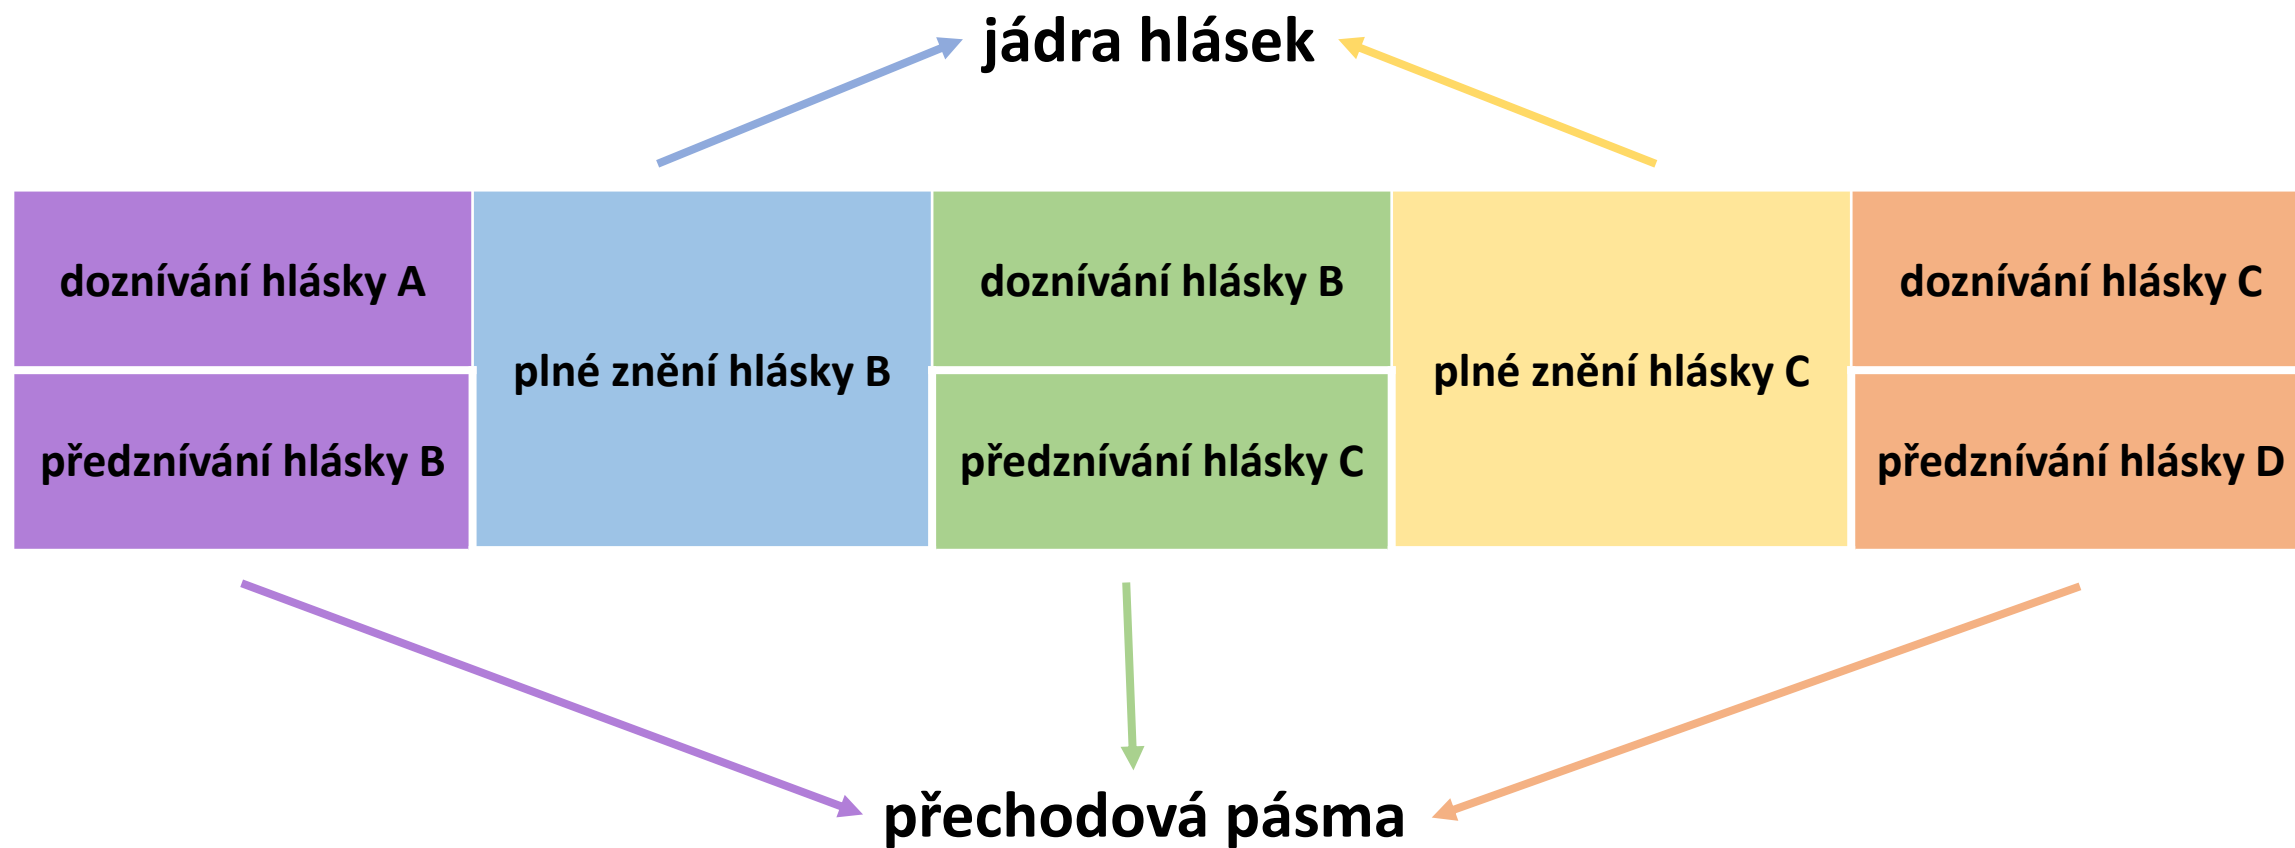 jádra hlásek
doznívání hlásky A
předznívání hlásky B
plné znění hlásky B
doznívání hlásky B
předznívání hlásky C
plné znění hlásky C
doznívání hlásky C
předznívání hlásky D
přechodová pásma